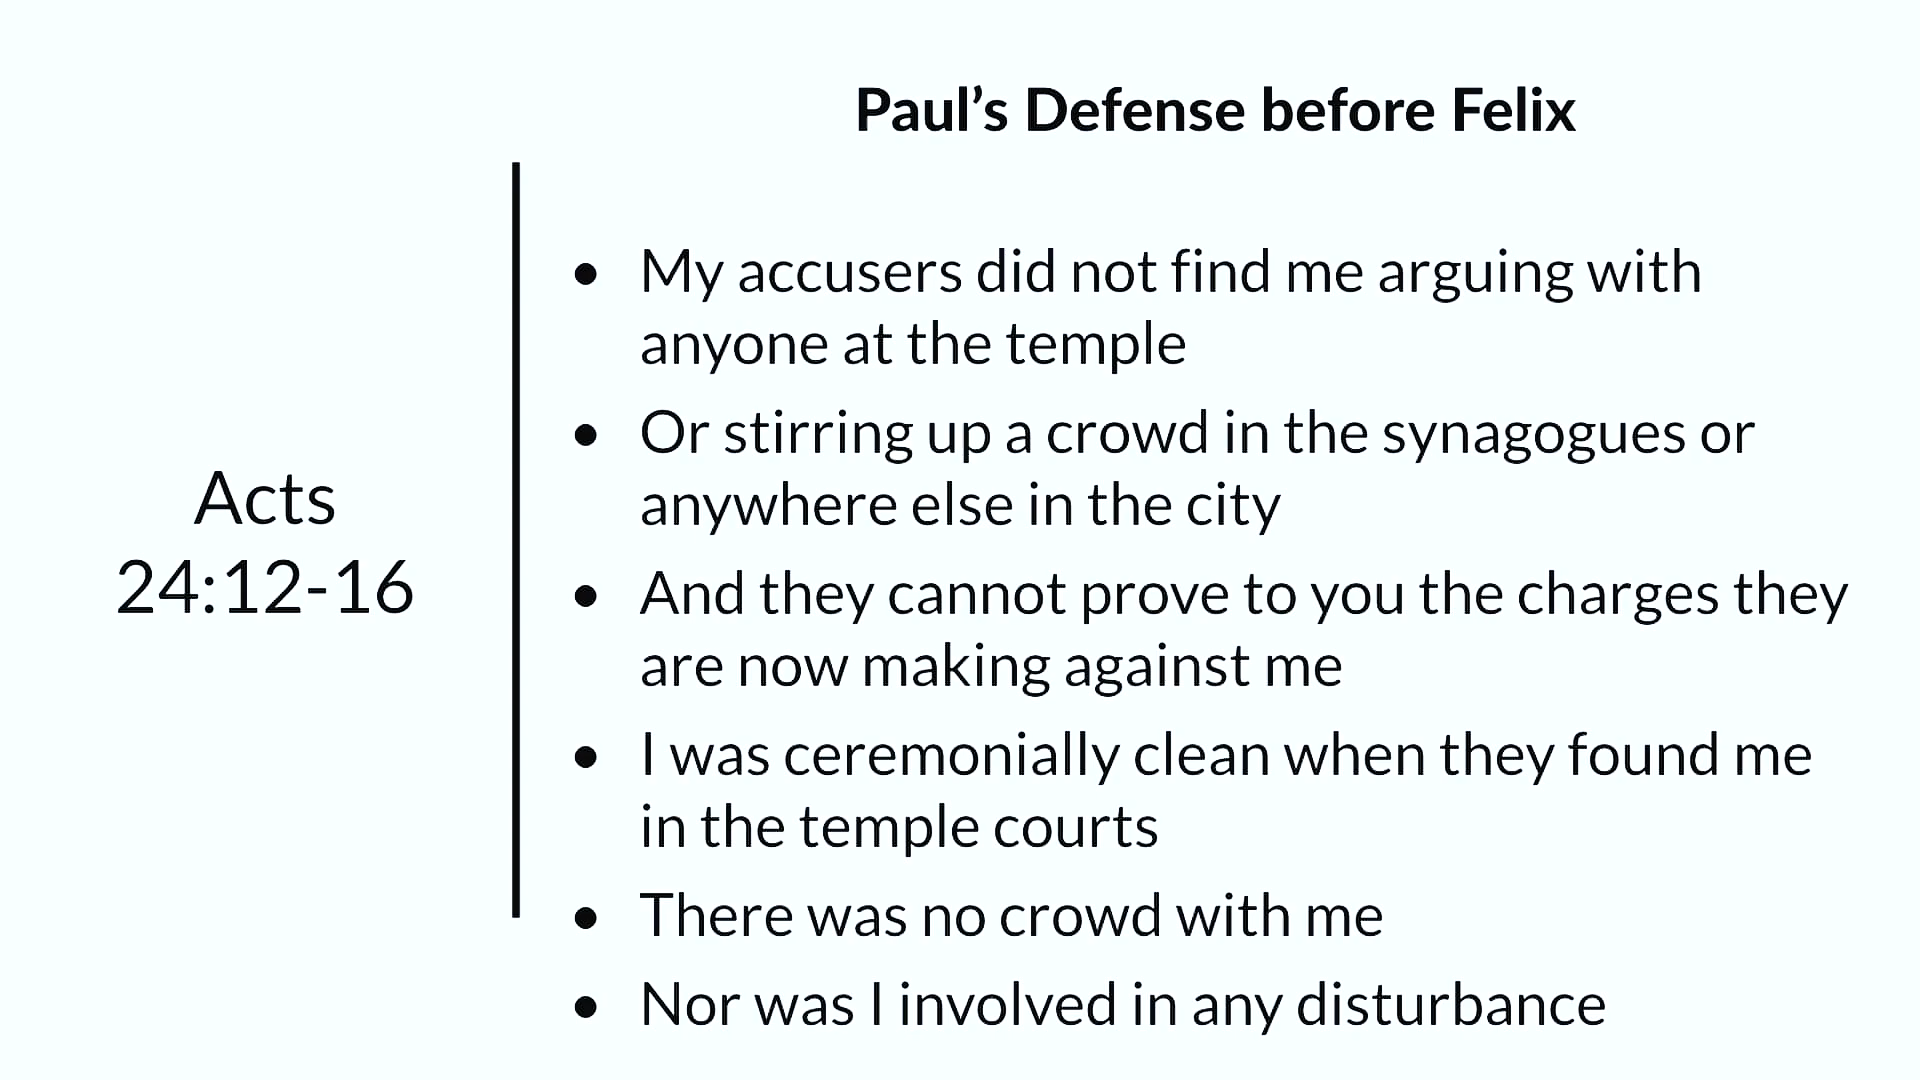 Paul’s Defense before Felix
Acts
24:12-16
• My accusers did not find me arguing with
anyone at the temple
• Or stirring up a crowd in the synagogues or
anywhere else in the city
• And they cannot prove to you the charges they
are now making against me
• I was ceremonially clean when they found me
in the temple courts
• There was no crowd with me
• Nor was I involved in any disturbance